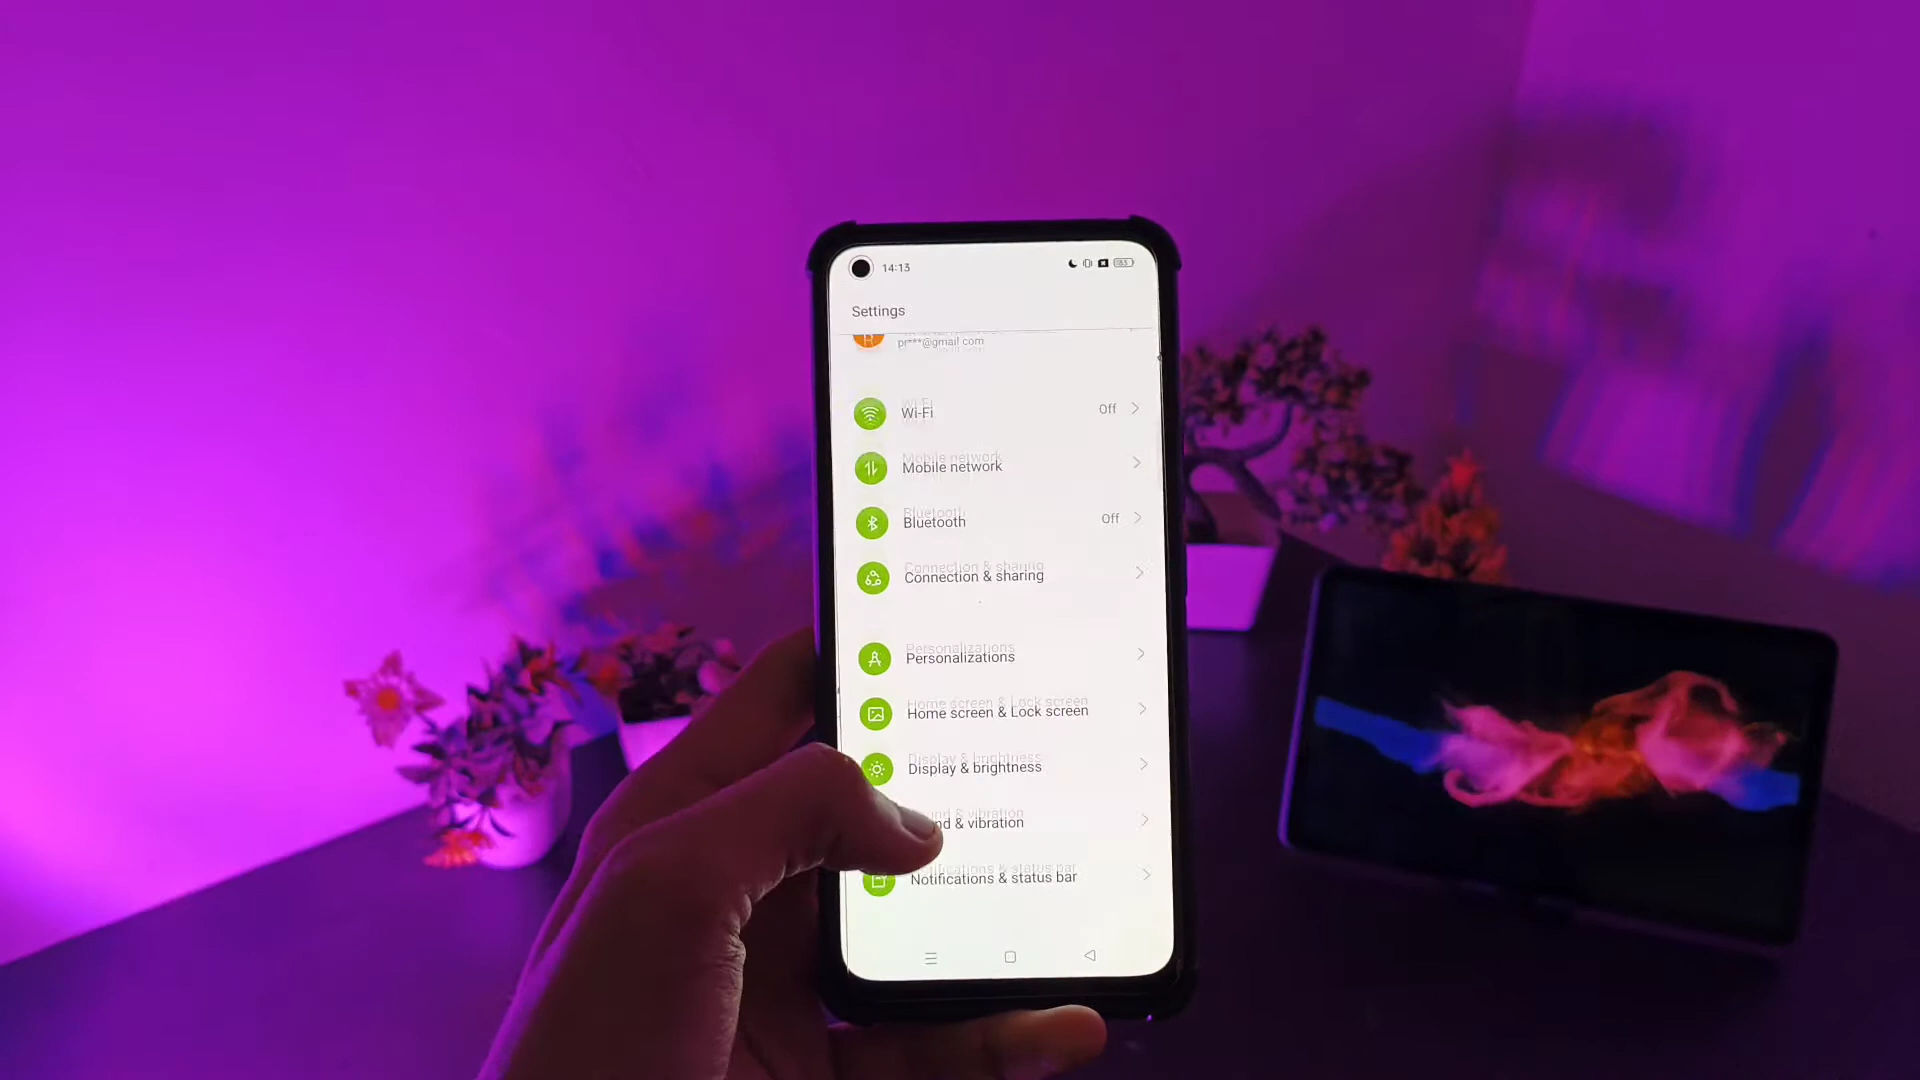 14:13
Settings
pr***@gmail com
Wi-Fi Off
Mobile network
Bluetooth Off
Connection & sharing
Personalizations
Home screen & Lock screen
Display & brightness
nd & vibration
Notifications & status bar